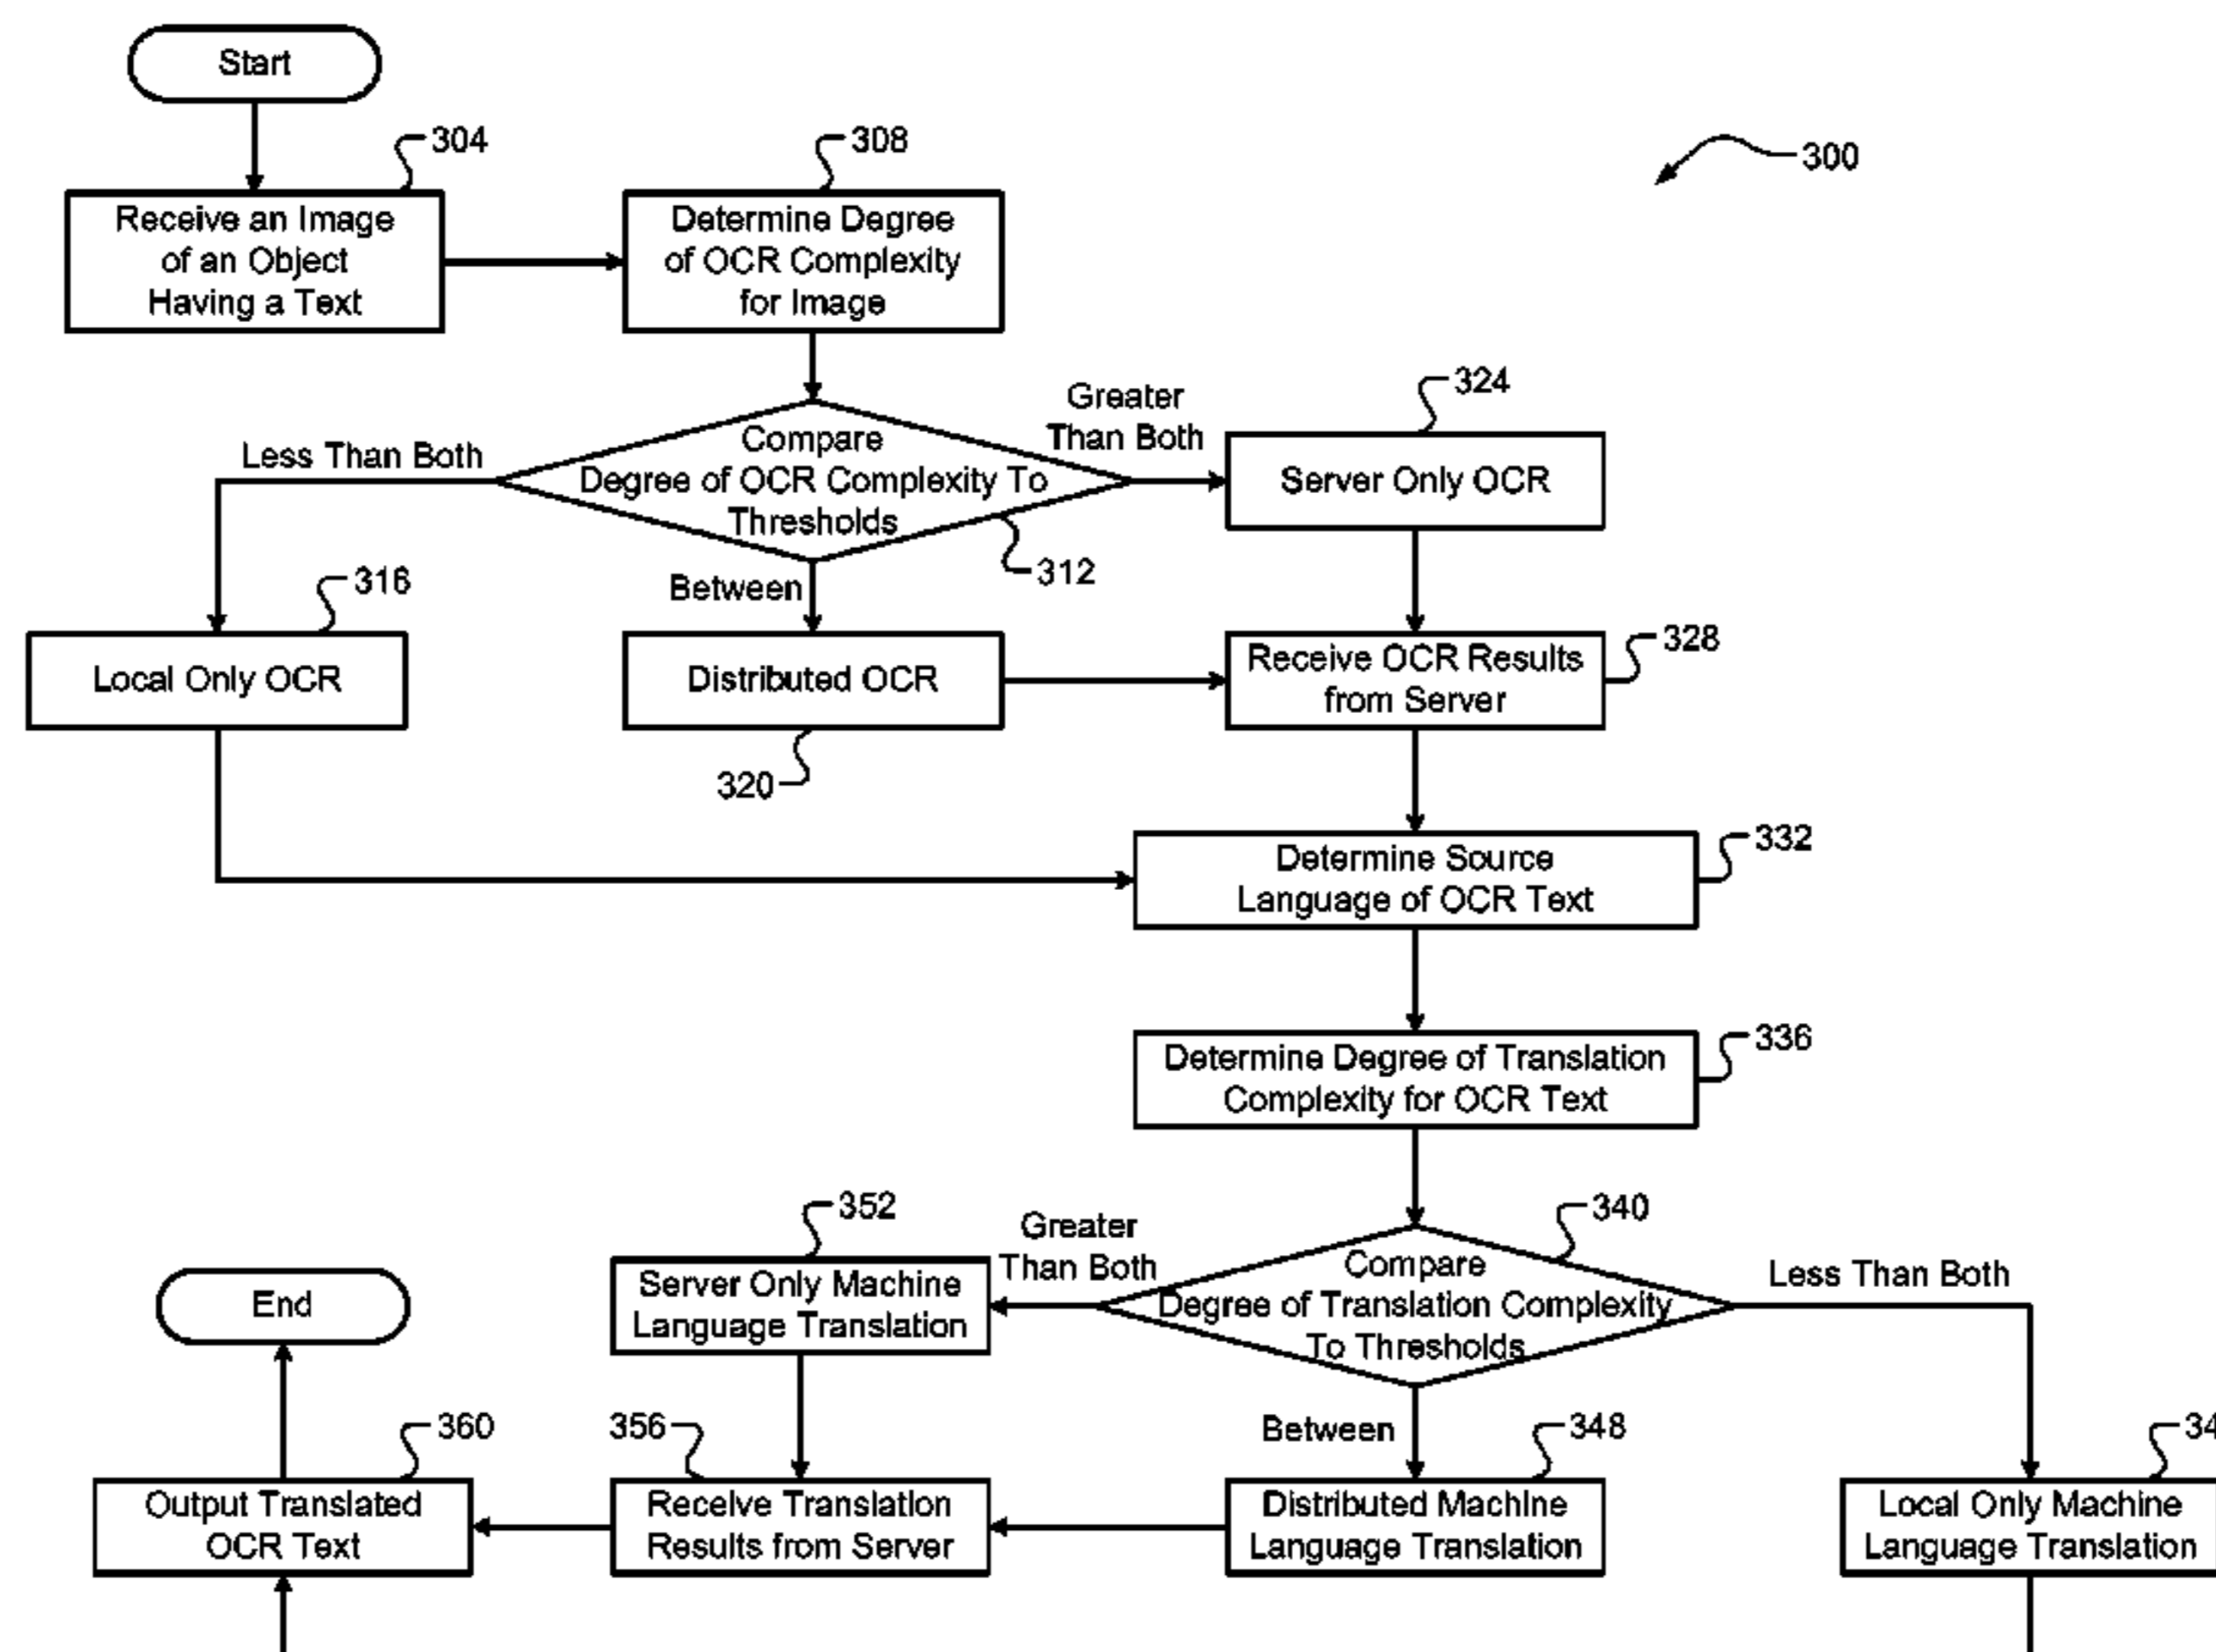 Start
304
308
300
Receive an Image
of an Object
Having a Text
Determine Degree
of OCR Complexity
for Image
324
Greater
Than Both
Less Than Both
Compare
Degree of OCR Complexity To
Thresholds
Server Only OCR
312
316
Between
328
Local Only OCR
Distributed OCR
Receive OCR Results
from Server
320
332
Determine Source
Language of OCR Text
336
Determine Degree of Translation
Complexity for OCR Text
352
340
Greater
Than Both
Less Than Both
End
Server Only Machine
Language Translation
Compare
Degree of Translation Complexity
To Thresholds
360
356
Between
348
34
Output Translated
OCR Text
Receive Translation
Results from Server
Distributed Machine
Language Translation
Local Only Machine
Language Translation